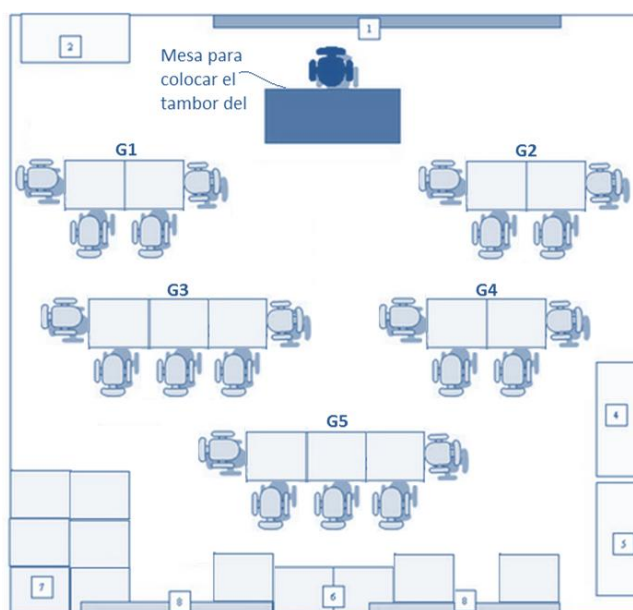 1
2
Mesa para
colocar el
tambor del
G1
G2
G3
G4
G5
4
5
7
8
6
8